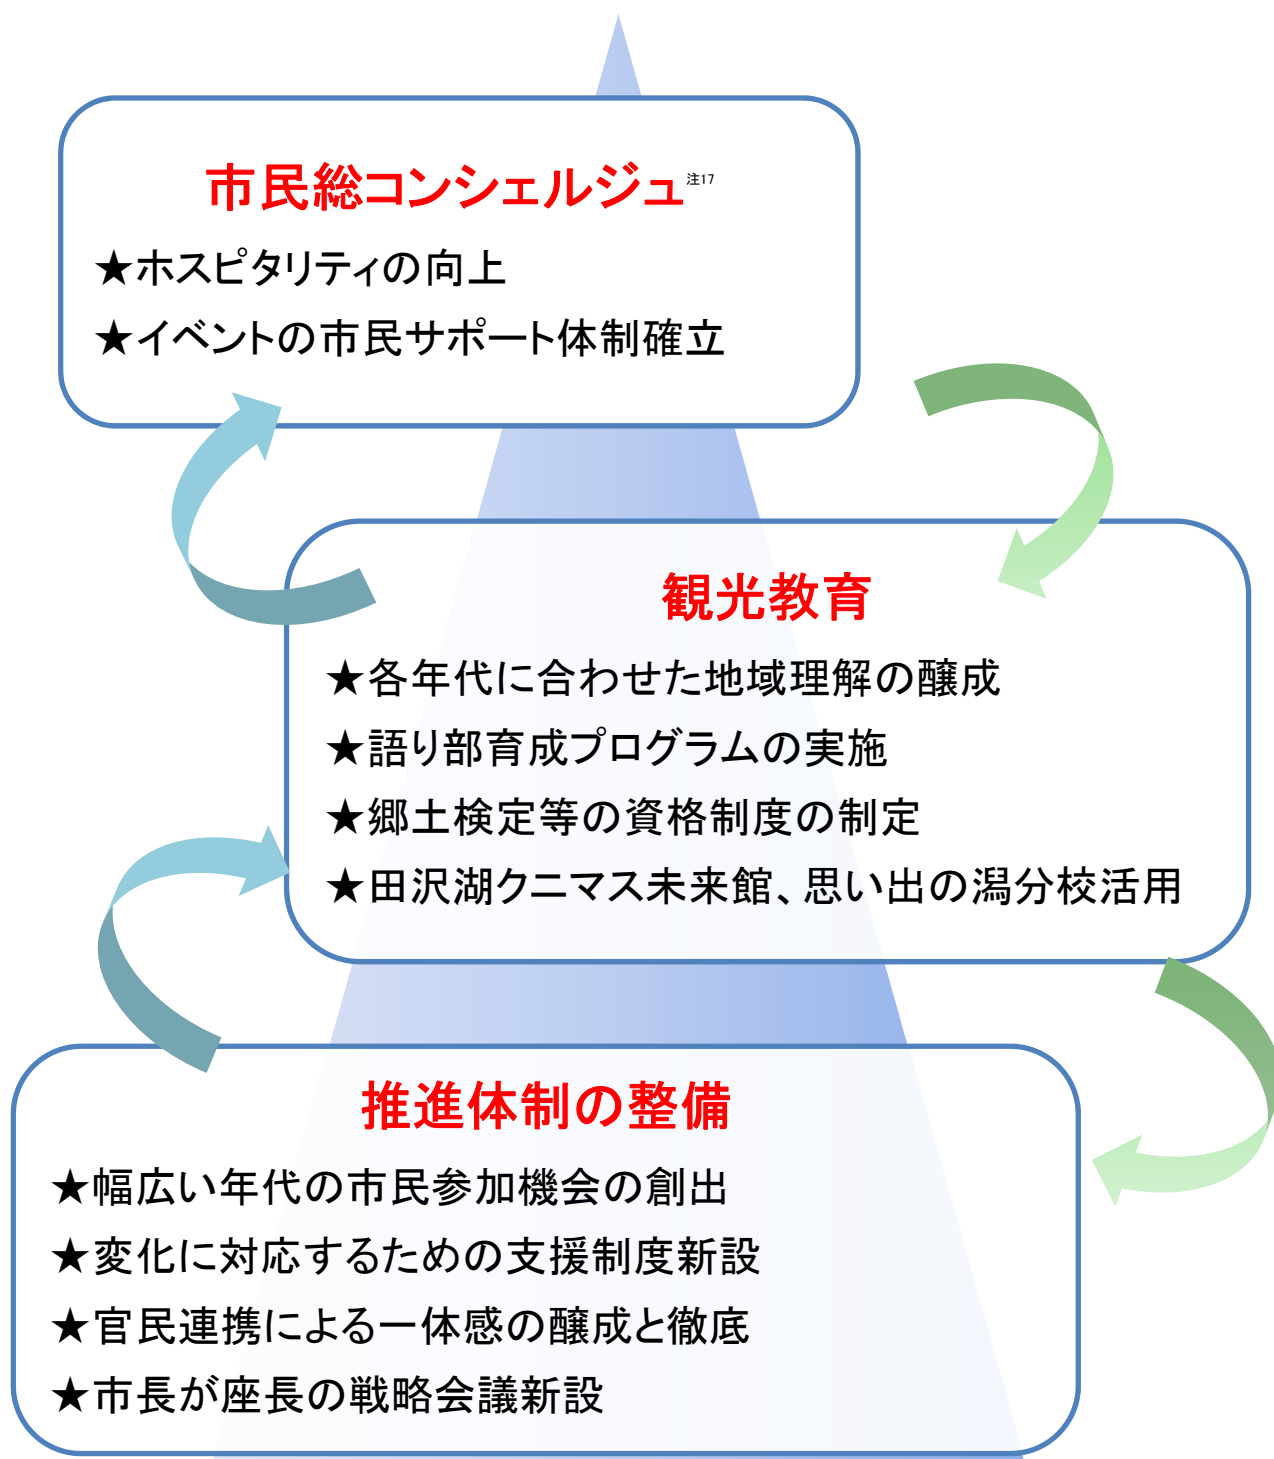 市民総コンシェルジュ注17
★ホスピタリティの向上
★イベントの市民サポート体制確立
観光教育
★各年代に合わせた地域理解の醸成
★語り部育成プログラムの実施
★郷土検定等の資格制度の制定
★田沢湖クニマス未来館、思い出の潟分校活用
推進体制の整備
★幅広い年代の市民参加機会の創出
★変化に対応するための支援制度新設
★官民連携による一体感の醸成と徹底
★市長が座長の戦略会議新設